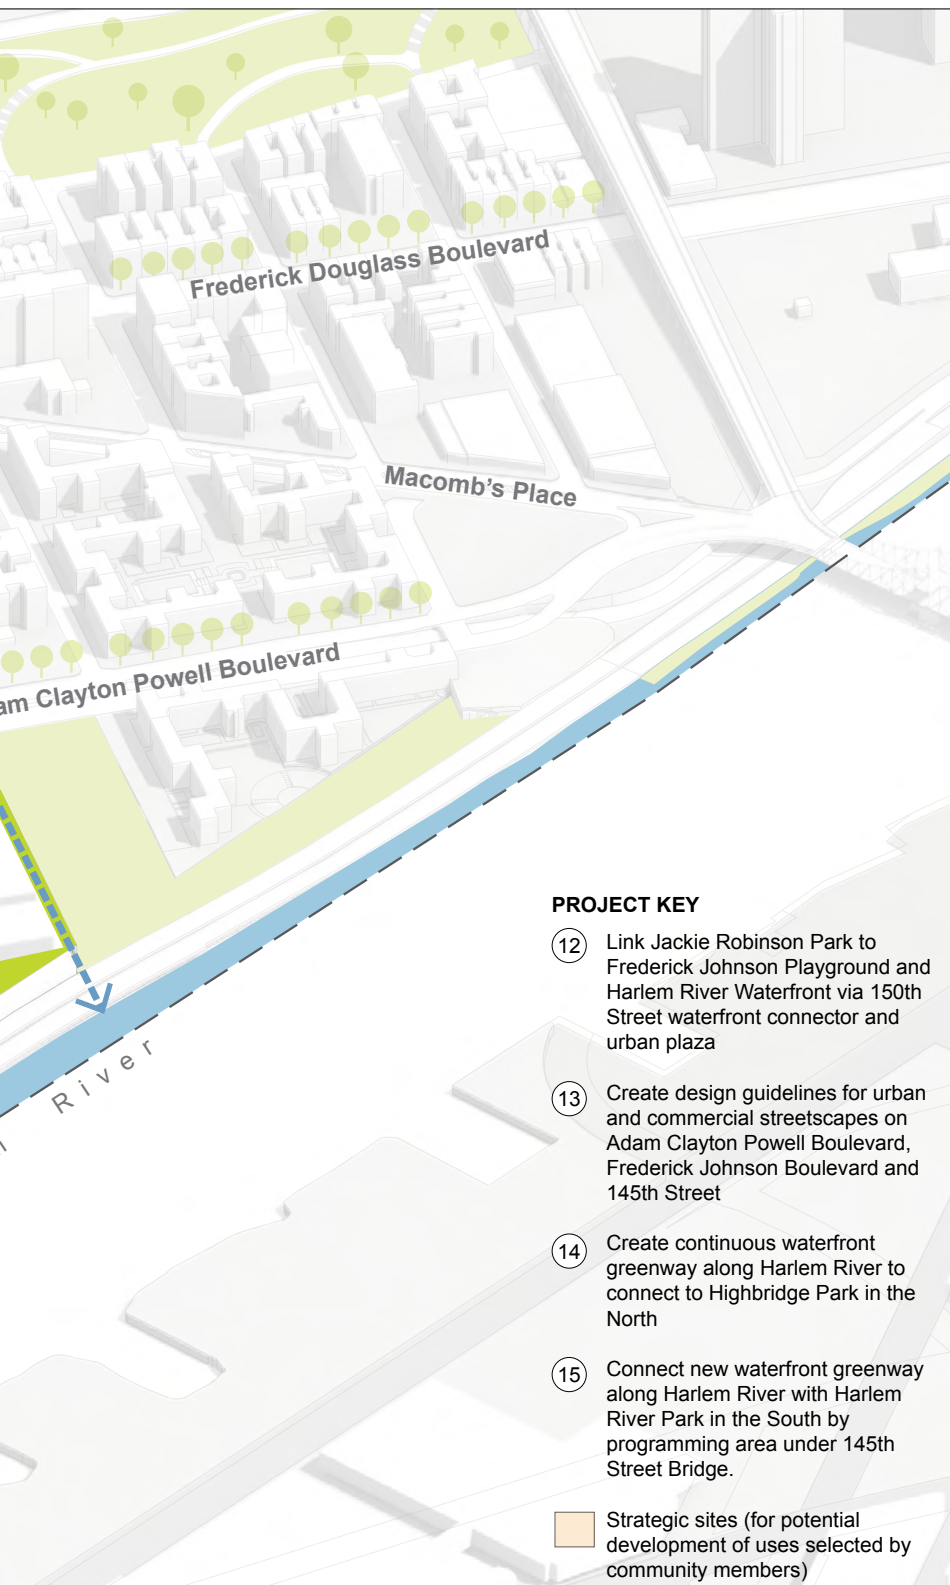 Frederick Douglass Boulevard
Macomb's Place
am Clayton Powell Boulevard
River
PROJECT KEY
12 Link Jackie Robinson Park to
Frederick Johnson Playground and
Harlem River Waterfront via 150th
Street waterfront connector and
urban plaza
13 Create design guidelines for urban
and commercial streetscapes on
Adam Clayton Powell Boulevard,
Frederick Johnson Boulevard and
145th Street
14 Create continuous waterfront
greenway along Harlem River to
connect to Highbridge Park in the
North
15 Connect new waterfront greenway
along Harlem River with Harlem
River Park in the South by
programming area under 145th
Street Bridge.
Strategic sites (for potential
development of uses selected by
community members)